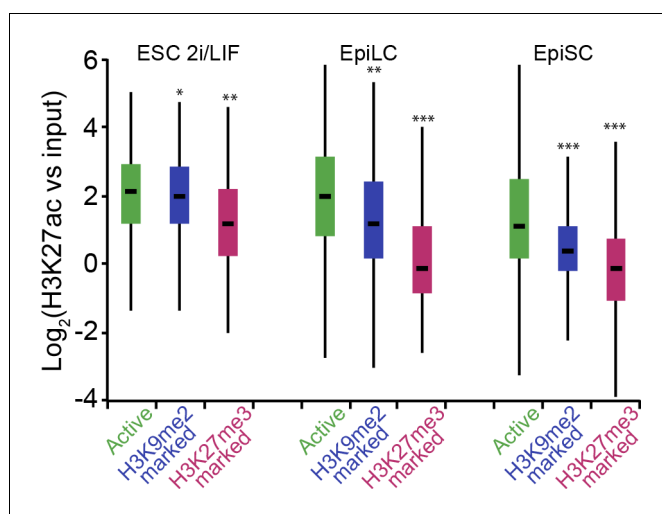 ESC 2i/LIF EpiLC EpiSC
Log2(H3K27ac vs input)
6
4
2
0
-2
-4
* ** ** *** *** ***
Active
H3K9me2
marked
H3K27me3
marked
Active
H3K9me2
marked
H3K27me3
marked
Active
H3K9me2
marked
H3K27me3
marked